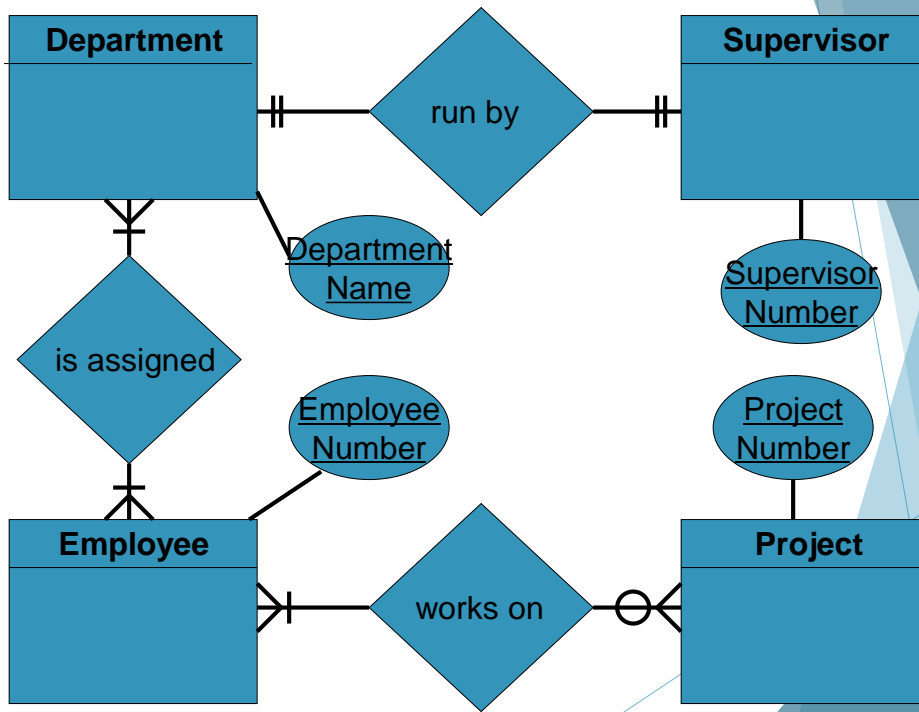 Department
Supervisor
run by
Department
Name
Supervisor
Number
is assigned
Employee
Number
Project
Number
Employee
Project
works on